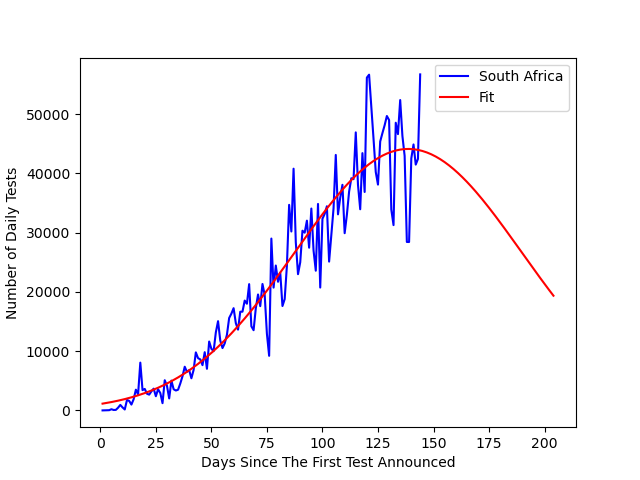 South Africa
Fit
Number of Daily Tests
50000
40000
30000
20000
10000
0
0 25 50 75 100 125 150 175 200
Days Since The First Test Announced